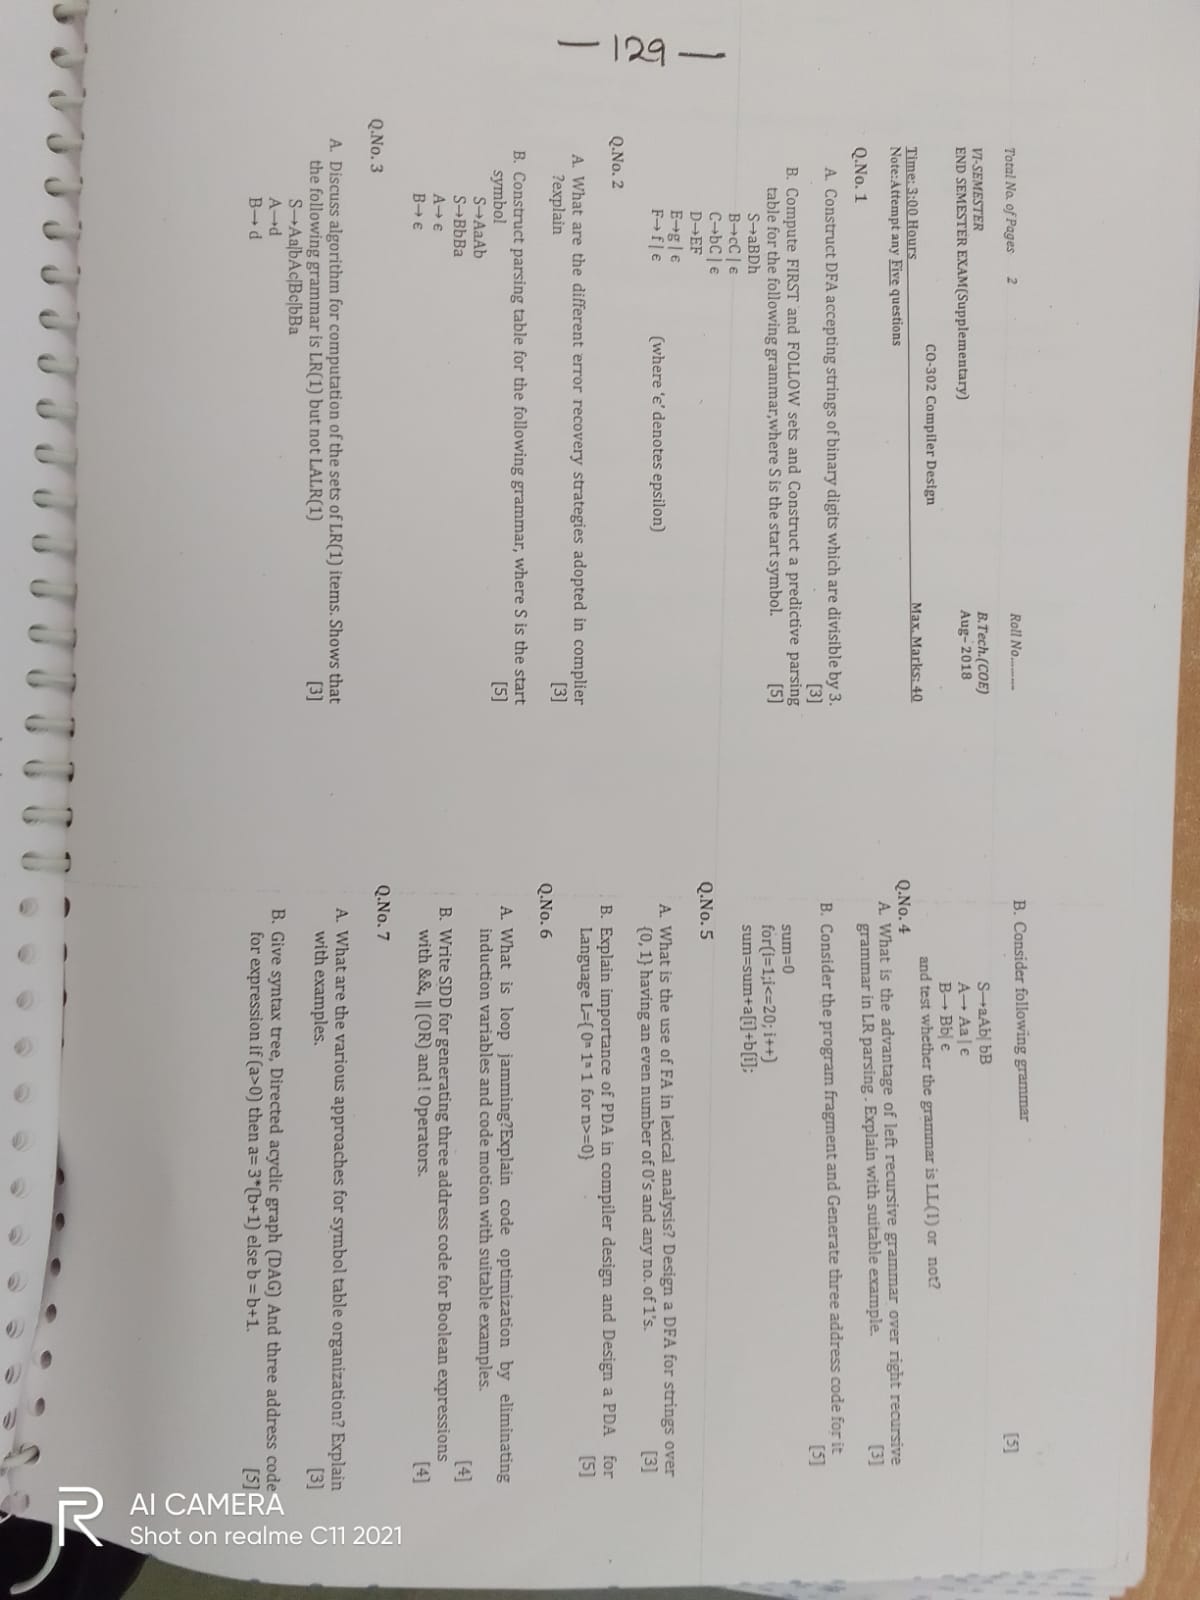 Total No. of Pages 2
Roll No.........
VI-SEMESTER
B.Tech.(COE)
END SEMESTER EXAM(Supplementary)
Aug- 2018
CO-302 Compiler Design
Time: 3:00 Hours
Max. Marks: 40
Note:Attempt any Five questions
Q.No. 1
A. Construct DFA accepting strings of binary digits which are divisible by 3.
[3]
B. Compute FIRST and FOLLOW sets and Construct a predictive parsing
table for the following grammar,where S is the start symbol. [5]
S→aBDh
B→cC | ϵ
C→bC | ϵ
D→EF
E→g | ϵ
F→ f | ϵ (where ‘ϵ’ denotes epsilon)
Q.No. 2
A. What are the different error recovery strategies adopted in complier
?explain [3]
B. Construct parsing table for the following grammar, where S is the start
symbol [5]
S→AaAb
S→BbBa
A→ ϵ
B→ ϵ
Q.No. 3
A. Discuss algorithm for computation of the sets of LR(1) items. Shows that
the following grammar is LR(1) but not LALR(1) [3]
S→Aa|bAc|Bc|bBa
A→d
B→ d
— 129 —
B. Consider following grammar
[5]
S→aAb| bB
A→ Aa | ϵ
B→ Bb| ϵ
and test whether the grammar is LL(1) or not?
Q.No. 4
A. What is the advantage of left recursive grammar over right recursive
grammar in LR parsing . Explain with suitable example. [3]
B. Consider the program fragment and Generate three address code for it
[5]
sum=0
for(i=1;i<=20; i++)
sum=sum+a[i]+b[i];
Q.No. 5
A. What is the use of FA in lexical analysis? Design a DFA for strings over
{0, 1} having an even number of 0's and any no. of 1's. [3]
B. Explain importance of PDA in compiler design and Design a PDA for
Language L={ 0ⁿ 1ⁿ 1 for n>=0} [5]
Q.No. 6
A. What is loop jamming?Explain code optimization by eliminating
induction variables and code motion with suitable examples.
[4]
B. Write SDD for generating three address code for Boolean expressions
with &&, || (OR) and ! Operators. [4]
Q.No. 7
A. What are the various approaches for symbol table organization? Explain
with examples. [3]
B. Give syntax tree, Directed acyclic graph (DAG) And three address code
for expression if (a>0) then a= 3*(b+1) else b = b+1. [5]
AI CAMERA
Shot on realme C11 2021